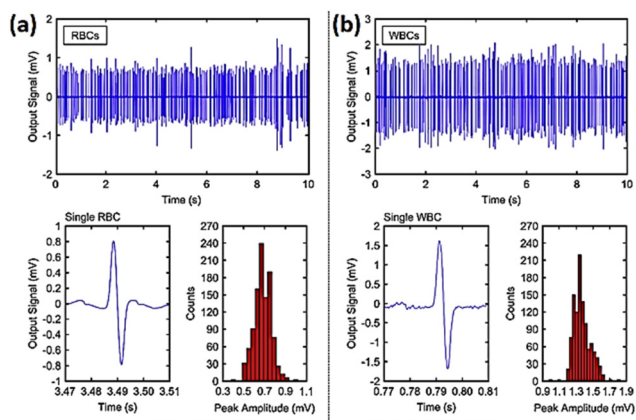 (a)
RBCs
Output Signal (mV)
2
1
0
-1
-2
0 2 4 6 8 10
Time (s)
Single RBC
Output Signal (mV)
1
0.8
0.6
0.4
0.2
0
-0.2
-0.4
-0.6
-0.8
-1
3.47 3.48 3.49 3.50 3.51
Time (s)
Counts
270
240
210
180
150
120
90
60
30
0
0.3 0.5 0.7 0.9 1.1
Peak Amplitude (mV)
(b)
WBCs
Output Signal (mV)
3
2
1
0
-1
-2
-3
0 2 4 6 8 10
Time (s)
Single WBC
Output Signal (mV)
2
1.5
1
0.5
0
-0.5
-1
-1.5
-2
0.77 0.78 0.79 0.80 0.81
Time (s)
Counts
270
240
210
180
150
120
90
60
30
0
0.9 1.1 1.3 1.5 1.7 1.9
Peak Amplitude (mV)